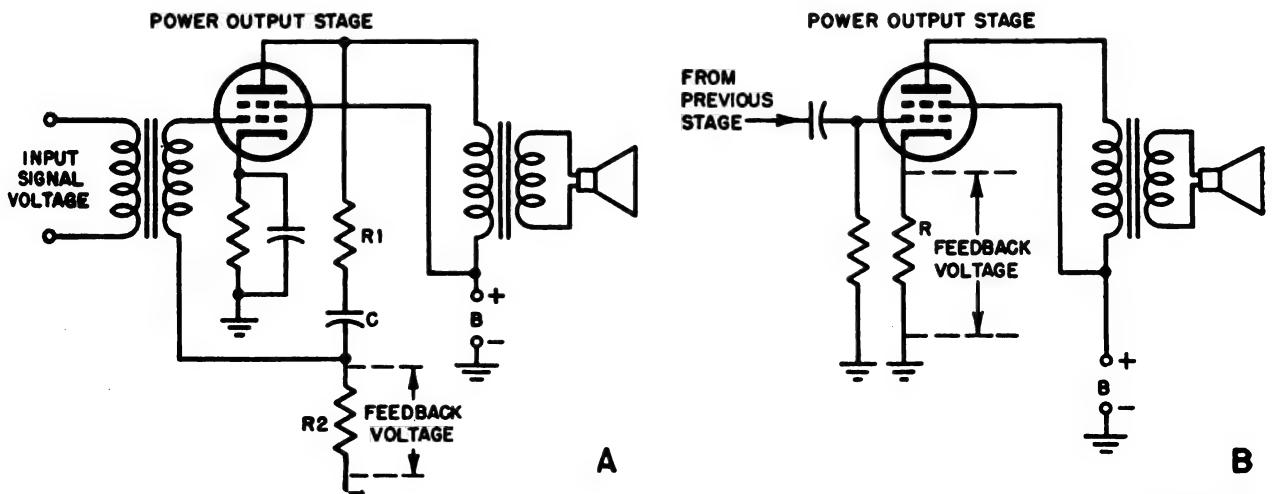 POWER OUTPUT STAGE
INPUT
SIGNAL
VOLTAGE
R1
C
+
B
-
R2
FEEDBACK
VOLTAGE
A
POWER OUTPUT STAGE
FROM
PREVIOUS
STAGE
R
FEEDBACK
VOLTAGE
+
B
-
B